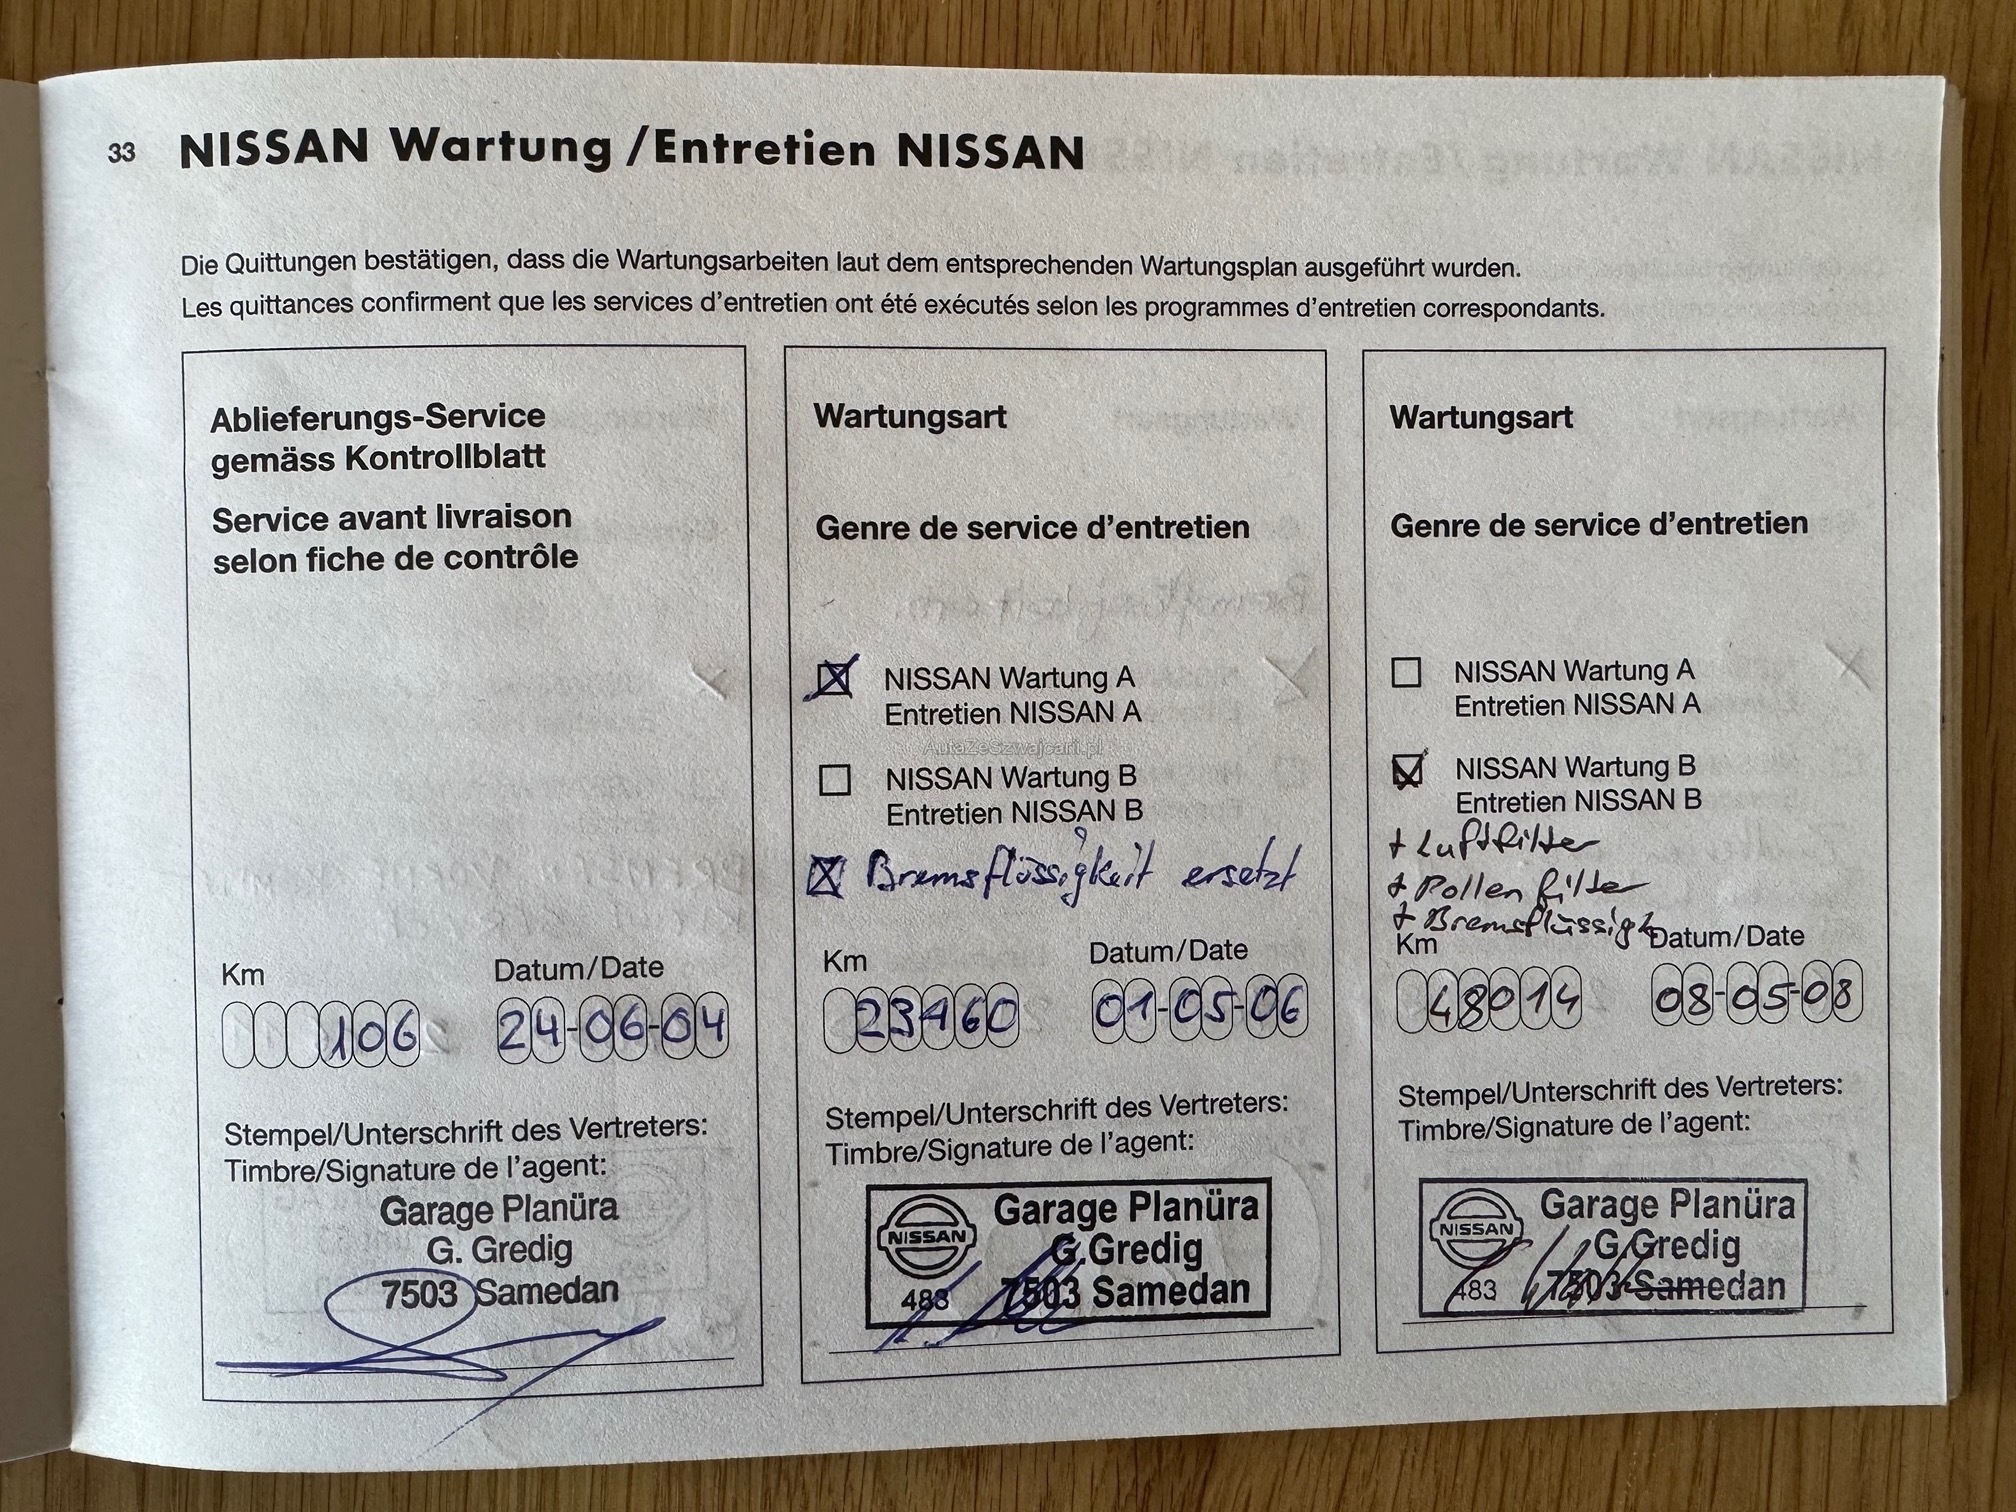 33 NISSAN Wartung / Entretien NISSAN
Die Quittungen bestätigen, dass die Wartungsarbeiten laut dem entsprechenden Wartungsplan ausgeführt wurden.
Les quittances confirment que les services d'entretien ont été exécutés selon les programmes d'entretien correspondants.
Ablieferungs-Service
gemäss Kontrollblatt
Service avant livraison
selon fiche de contrôle
Km
Datum/Date
106
24-06-04
Stempel/Unterschrift des Vertreters:
Timbre/Signature de l'agent:
Garage Planüra
G. Gredig
7503 Samedan
Wartungsart
Genre de service d'entretien
NISSAN Wartung A
Entretien NISSAN A
AutaZeSzwajcarii.pl
NISSAN Wartung B
Entretien NISSAN B
Bremsflüssigkeit ersetzt
Km
Datum/Date
01-05-06
Stempel/Unterschrift des Vertreters:
Timbre/Signature de l'agent:
NISSAN
Garage Planüra
G. Gredig
483
7503 Samedan
Wartungsart
Genre de service d'entretien
NISSAN Wartung A
Entretien NISSAN A
NISSAN Wartung B
Entretien NISSAN B
+ Luftfilter
+ Pollenfilter
+ Bremsflüssigk
Km
Datum/Date
48014
08-05-08
Stempel/Unterschrift des Vertreters:
Timbre/Signature de l'agent:
NISSAN
Garage Planüra
G. Gredig
483
7503 Samedan